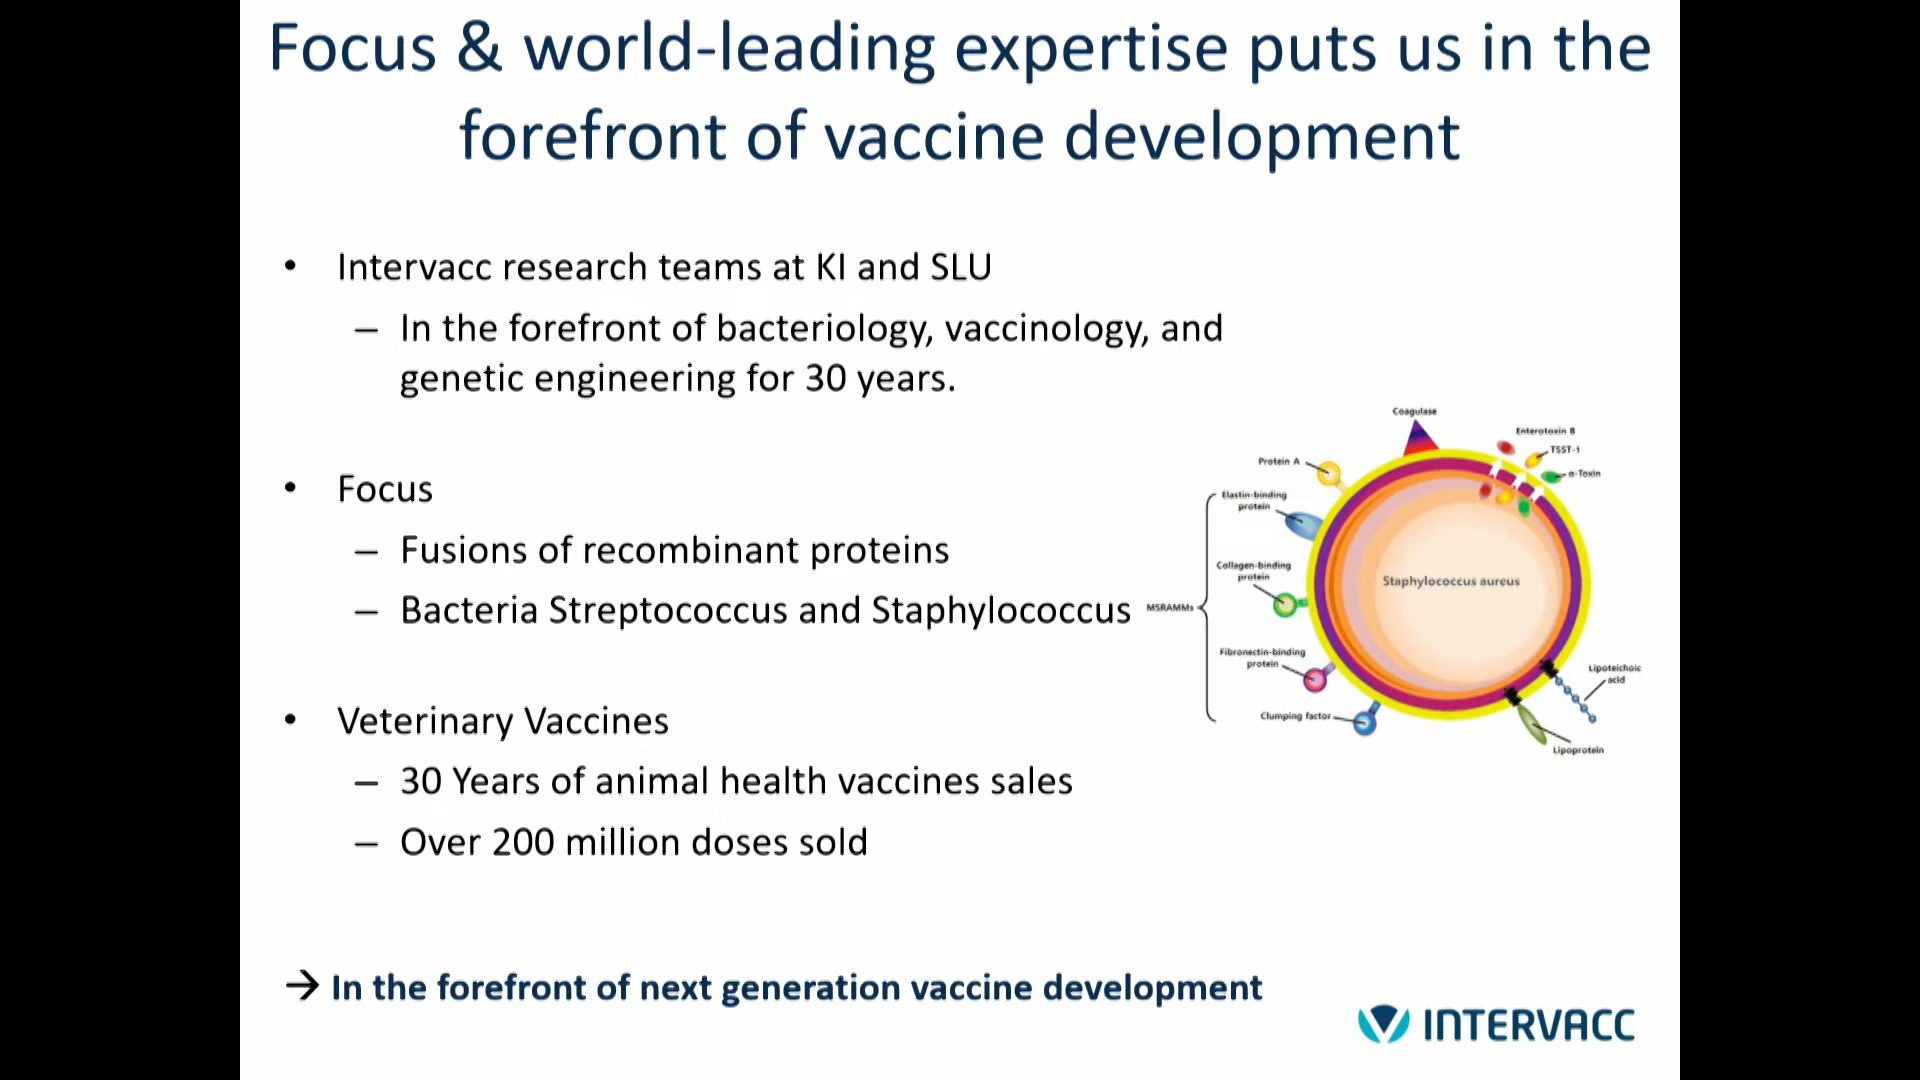 Focus & world-leading expertise puts us in the
forefront of vaccine development
• Intervacc research teams at KI and SLU
– In the forefront of bacteriology, vaccinology, and
genetic engineering for 30 years.
• Focus
– Fusions of recombinant proteins
– Bacteria Streptococcus and Staphylococcus
• Veterinary Vaccines
– 30 Years of animal health vaccines sales
– Over 200 million doses sold
→ In the forefront of next generation vaccine development
Coagulase
Enterotoxin B
TSST-1
α-Toxin
Protein A
Elastin-binding
protein
Collagen-binding
protein
MSRAMMs
Fibronectin-binding
protein
Clumping factor
Staphylococcus aureus
Lipoteichoic
acid
Lipoprotein
INTERVACC